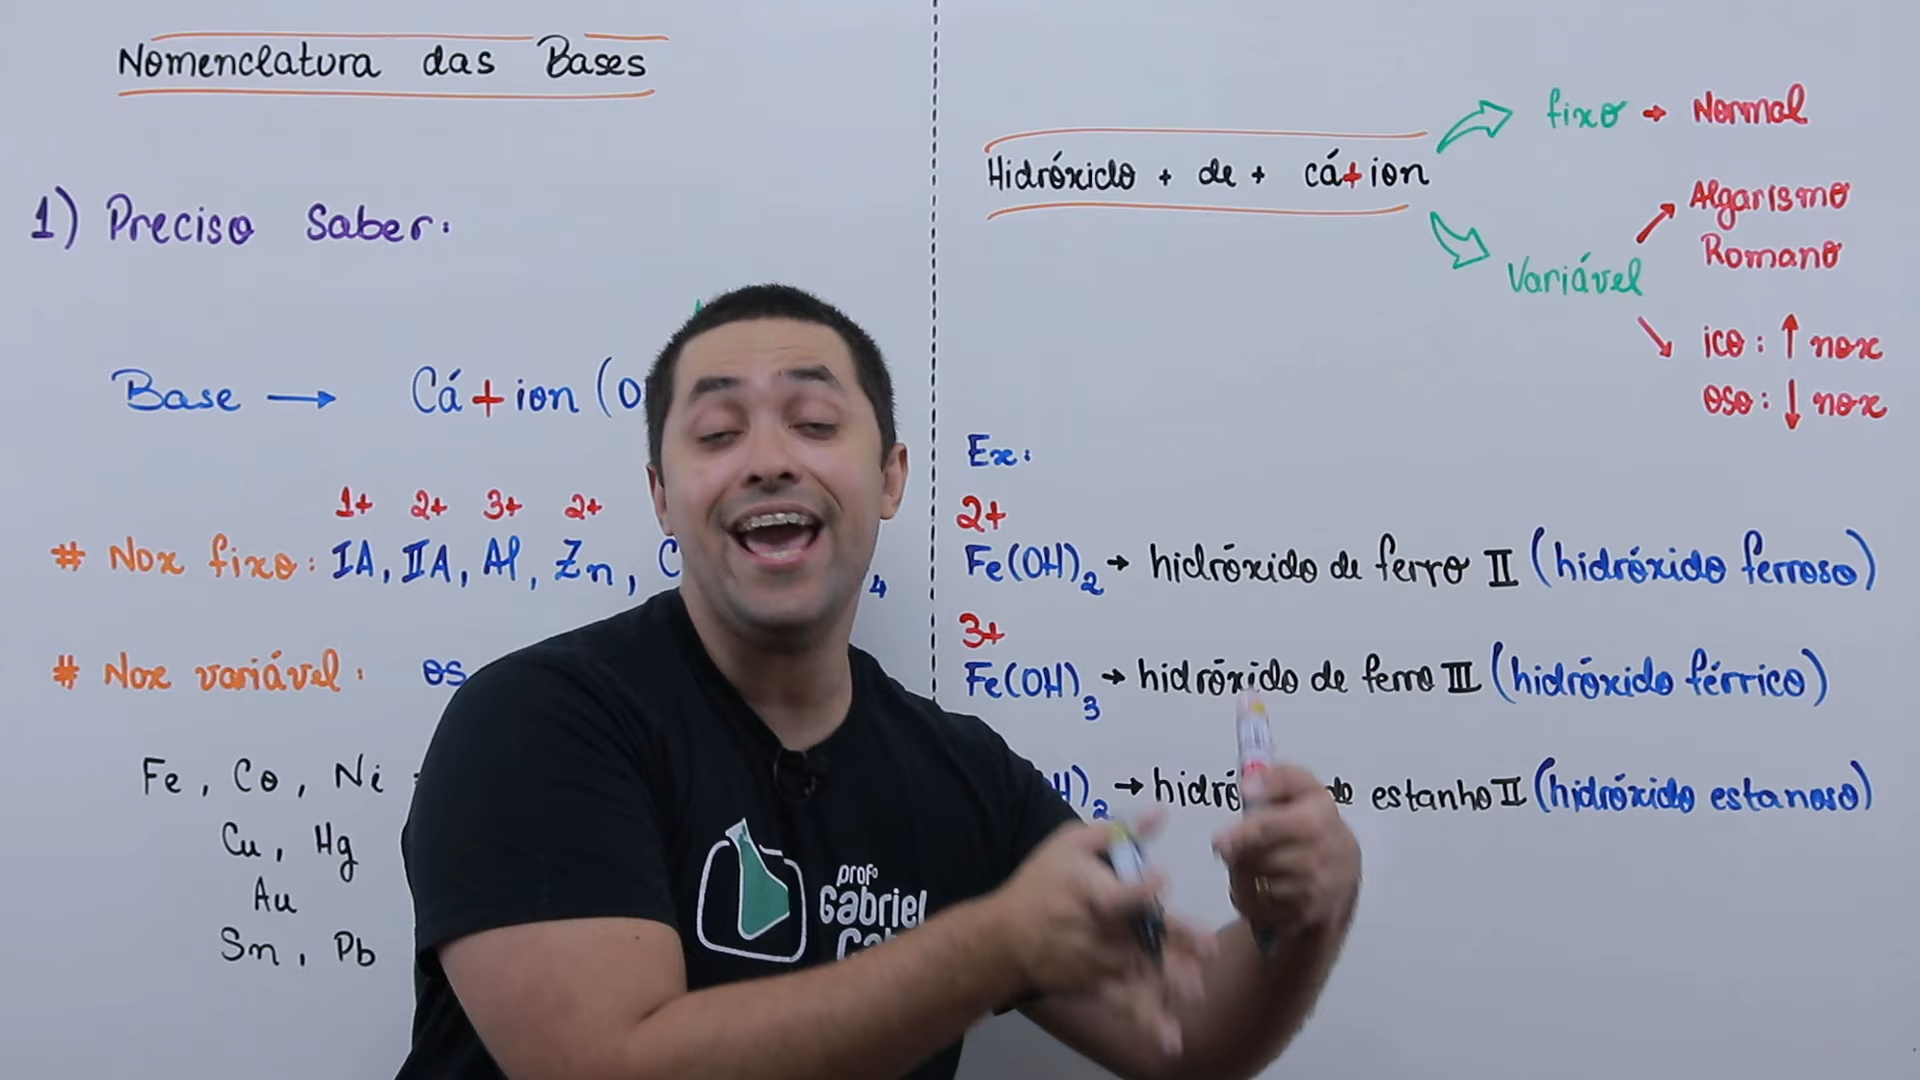 Nomenclatura das Bases
1) Preciso Saber:
Base → Cá+ion (O
1+ 2+ 3+ 2+
# Nox fixo: IA, IIA, Al, Zn, C
4
# Nox variável: os
Fe, Co, Ni
Cu, Hg
Au
Sn, Pb
Hidróxido + de + cá+ion
fixo → Normal
Variável
Algarismo
Romano
ico: ↑ nox
oso: ↓ nox
Ex:
2+
Fe(OH)2 → hidróxido de ferro II (hidróxido ferroso)
3+
Fe(OH)3 → hidróxido de ferro III (hidróxido férrico)
H)2 → hidró estanho II (hidróxido estanoso)
profº
Gabriel